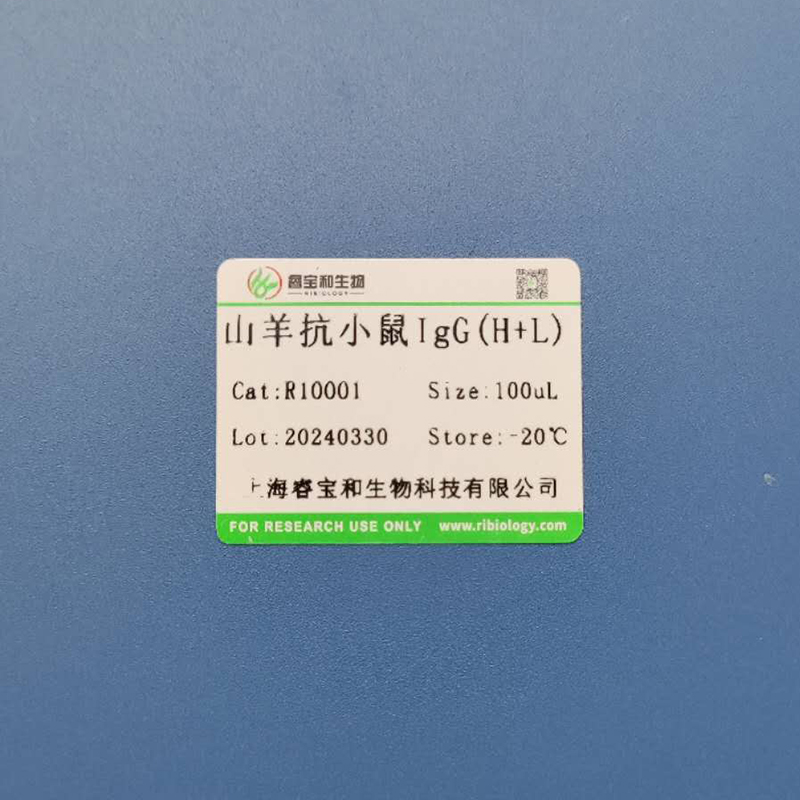 睿宝和生物
RIBIOLOGY
山羊抗小鼠IgG(H+L)
Cat:R10001 Size:100uL
Lot:20240330 Store:-20℃
上海睿宝和生物科技有限公司
FOR RESEARCH USE ONLY www.ribiology.com